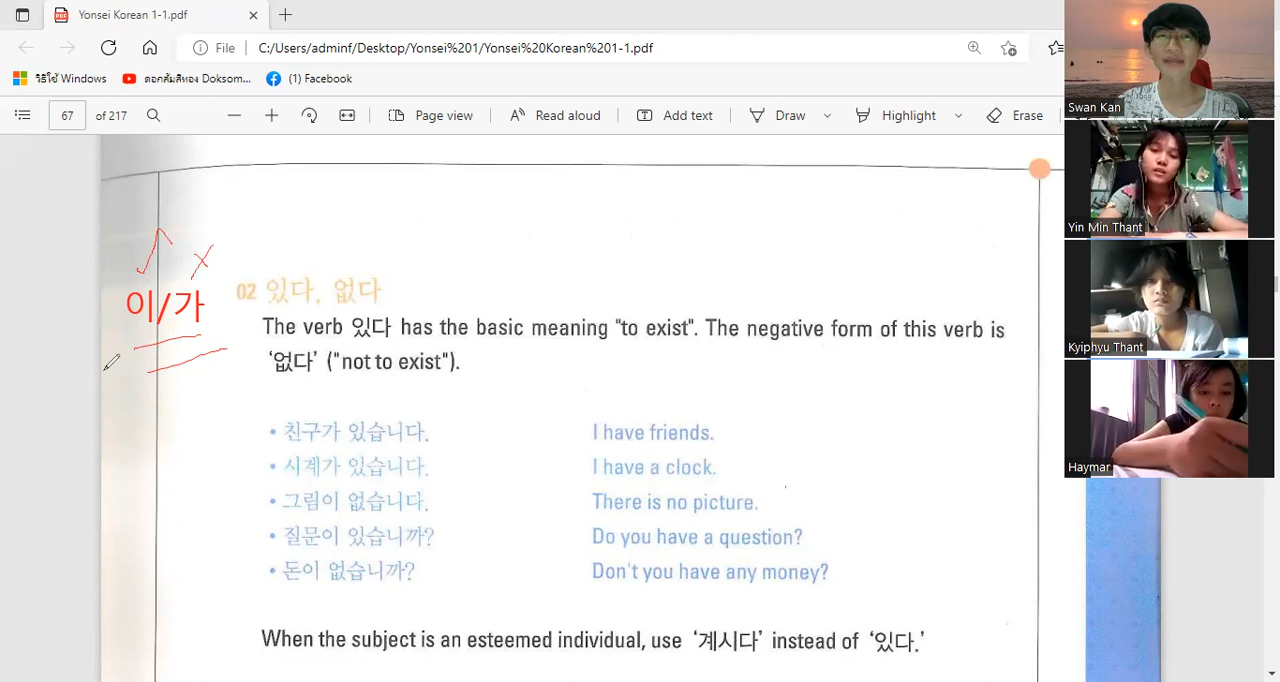 Yonsei Korean 1-1.pdf
File C:/Users/adminf/Desktop/Yonsei%201/Yonsei%20Korean%201-1.pdf
วิธีใช้ Windows ดอกส้มสีทอง Doksom... (1) Facebook
67 of 217 Page view Read aloud Add text Draw Highlight Erase
이/가
02 있다, 없다
The verb 있다 has the basic meaning "to exist". The negative form of this verb is
‘없다’ ("not to exist").
• 친구가 있습니다. I have friends.
• 시계가 있습니다. I have a clock.
• 그림이 없습니다. There is no picture.
• 질문이 있습니까? Do you have a question?
• 돈이 없습니까? Don't you have any money?
When the subject is an esteemed individual, use ‘계시다’ instead of ‘있다.’
Swan Kan
Yin Min Thant
Kyiphyu Thant
Haymar